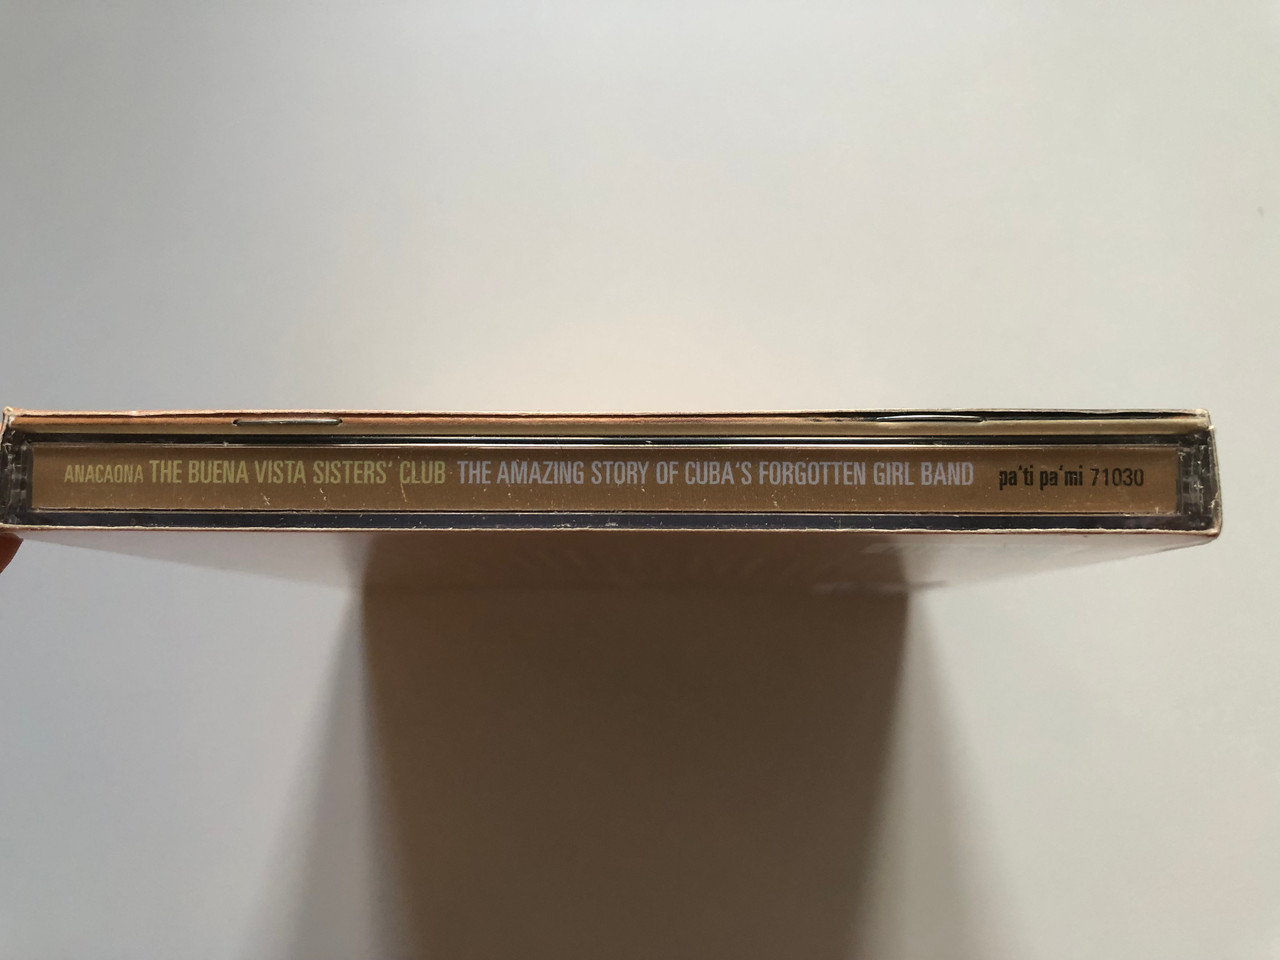 ANACAONA THE BUENA VISTA SISTERS' CLUB · THE AMAZING STORY OF CUBA'S FORGOTTEN GIRL BAND pa'ti pa'mi 71030